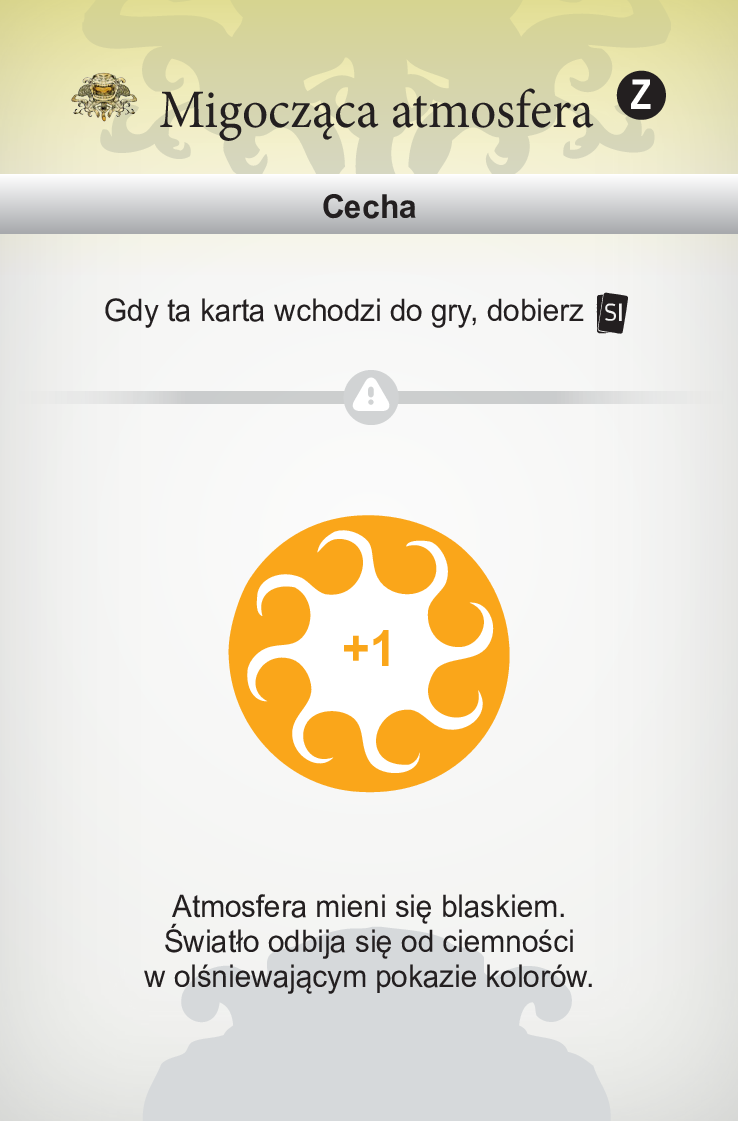 Migocząca atmosfera Z
Cecha
Gdy ta karta wchodzi do gry, dobierz SI
+1
Atmosfera mieni się blaskiem.
Światło odbija się od ciemności
w olśniewającym pokazie kolorów.